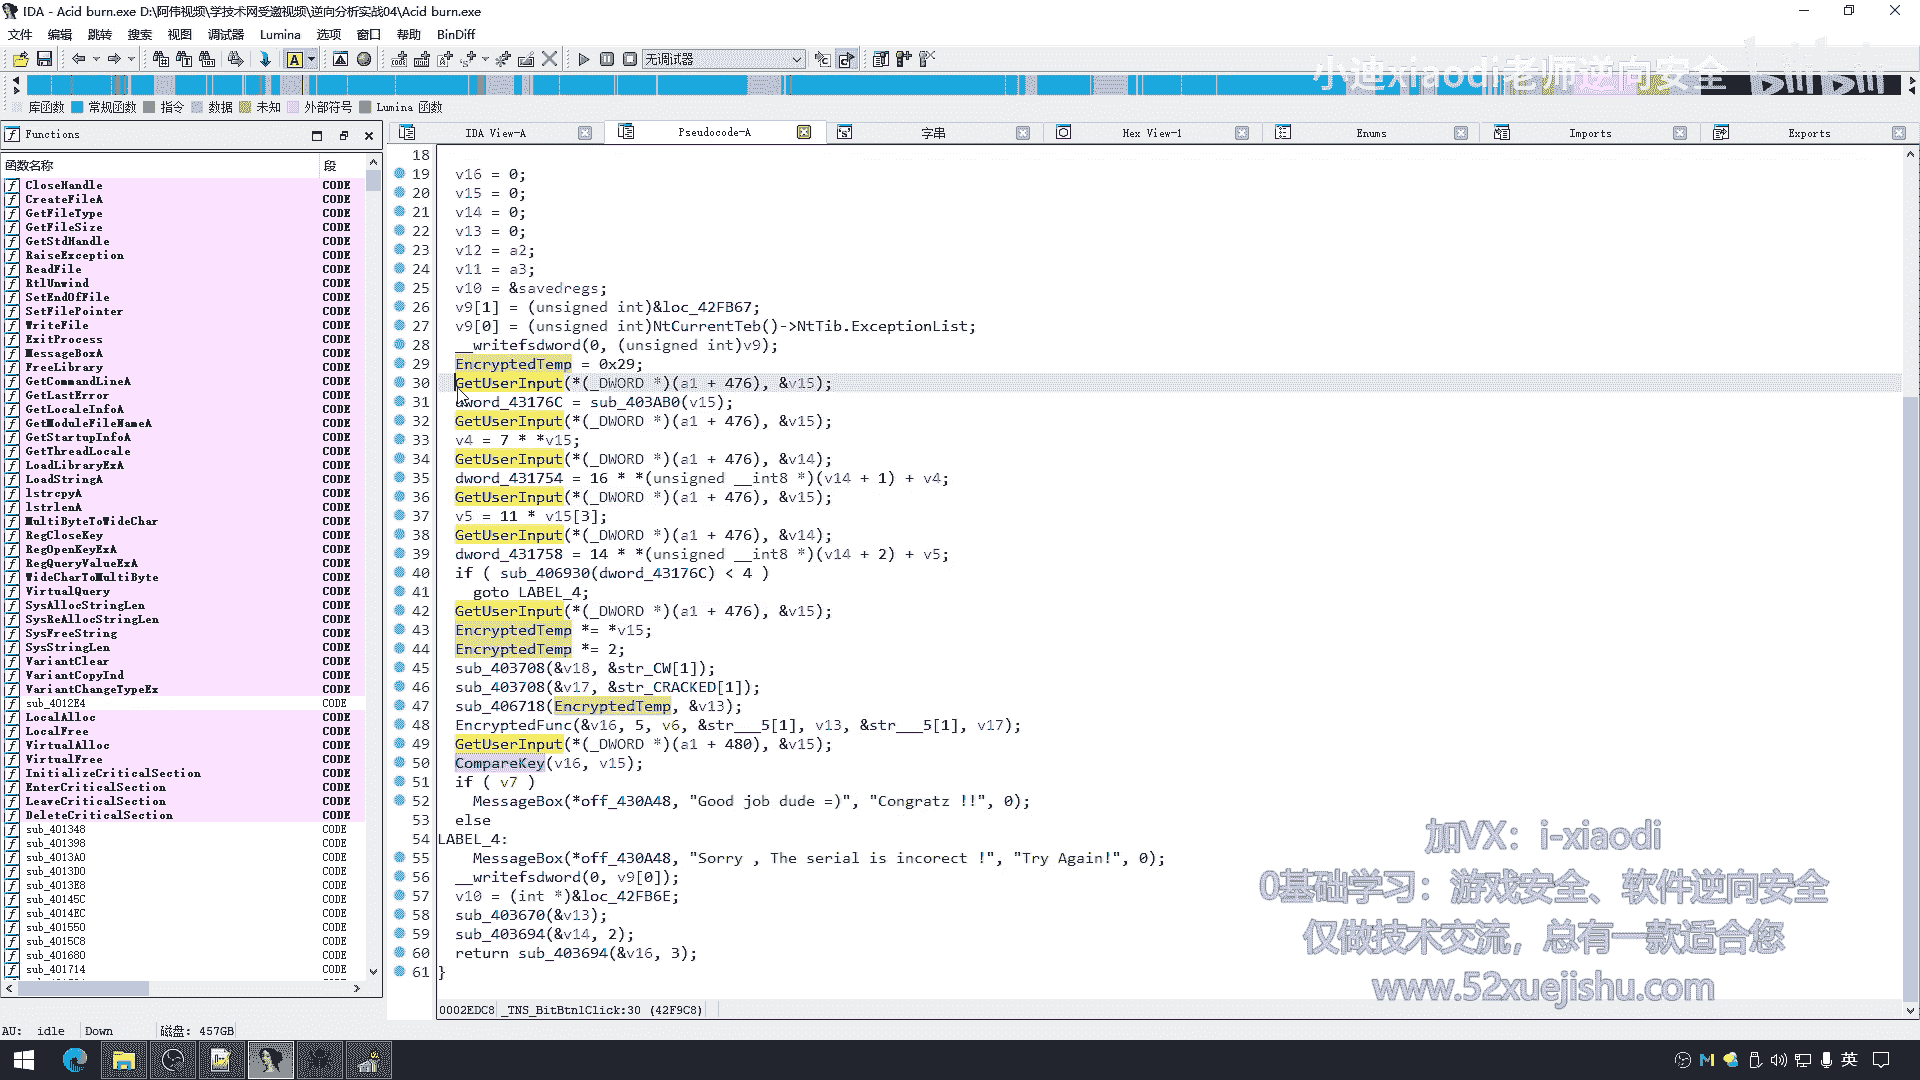 IDA - Acid burn.exe D:\阿伟视频\学技术网受邀视频\逆向分析实战04\Acid burn.exe
文件 编辑 跳转 搜索 视图 调试器 Lumina 选项 窗口 帮助 BinDiff
无调试器
小迪xiaodi老师逆向安全 bilibili
库函数 常规函数 指令 数据 未知 外部符号 Lumina 函数
Functions
IDA View-A Pseudocode-A 字串 Hex View-1 Enums Imports Exports
函数名称 段
CloseHandle CODE
CreateFileA CODE
GetFileType CODE
GetFileSize CODE
GetStdHandle CODE
RaiseException CODE
ReadFile CODE
RtlUnwind CODE
SetEndOfFile CODE
SetFilePointer CODE
WriteFile CODE
ExitProcess CODE
MessageBoxA CODE
FreeLibrary CODE
GetCommandLineA CODE
GetLastError CODE
GetLocaleInfoA CODE
GetModuleFileNameA CODE
GetStartupInfoA CODE
GetThreadLocale CODE
LoadLibraryExA CODE
LoadStringA CODE
lstrcpyA CODE
lstrlenA CODE
MultiByteToWideChar CODE
RegCloseKey CODE
RegOpenKeyExA CODE
RegQueryValueExA CODE
WideCharToMultiByte CODE
VirtualQuery CODE
SysAllocStringLen CODE
SysReAllocStringLen CODE
SysFreeString CODE
SysStringLen CODE
VariantClear CODE
VariantCopyInd CODE
VariantChangeTypeEx CODE
sub_4012E4 CODE
LocalAlloc CODE
LocalFree CODE
VirtualAlloc CODE
VirtualFree CODE
InitializeCriticalSection CODE
EnterCriticalSection CODE
LeaveCriticalSection CODE
DeleteCriticalSection CODE
sub_401348 CODE
sub_401398 CODE
sub_4013A0 CODE
sub_4013D0 CODE
sub_4013E8 CODE
sub_40145C CODE
sub_4014EC CODE
sub_401550 CODE
sub_4015C8 CODE
sub_401680 CODE
sub_401714 CODE
18
19 v16 = 0;
20 v15 = 0;
21 v14 = 0;
22 v13 = 0;
23 v12 = a2;
24 v11 = a3;
25 v10 = &savedregs;
26 v9[1] = (unsigned int)&loc_42FB67;
27 v9[0] = (unsigned int)NtCurrentTeb()->NtTib.ExceptionList;
28 __writefsdword(0, (unsigned int)v9);
29 EncryptedTemp = 0x29;
30 GetUserInput(*(_DWORD *)(a1 + 476), &v15);
31 dword_43176C = sub_403AB0(v15);
32 GetUserInput(*(_DWORD *)(a1 + 476), &v15);
33 v4 = 7 * *v15;
34 GetUserInput(*(_DWORD *)(a1 + 476), &v14);
35 dword_431754 = 16 * *(unsigned __int8 *)(v14 + 1) + v4;
36 GetUserInput(*(_DWORD *)(a1 + 476), &v15);
37 v5 = 11 * v15[3];
38 GetUserInput(*(_DWORD *)(a1 + 476), &v14);
39 dword_431758 = 14 * *(unsigned __int8 *)(v14 + 2) + v5;
40 if ( sub_406930(dword_43176C) < 4 )
41 goto LABEL_4;
42 GetUserInput(*(_DWORD *)(a1 + 476), &v15);
43 EncryptedTemp *= *v15;
44 EncryptedTemp *= 2;
45 sub_403708(&v18, &str_CW[1]);
46 sub_403708(&v17, &str_CRACKED[1]);
47 sub_406718(EncryptedTemp, &v13);
48 EncryptedFunc(&v16, 5, v6, &str___5[1], v13, &str___5[1], v17);
49 GetUserInput(*(_DWORD *)(a1 + 480), &v15);
50 CompareKey(v16, v15);
51 if ( v7 )
52 MessageBox(*off_430A48, "Good job dude =)", "Congratz !!", 0);
53 else
54 LABEL_4:
55 MessageBox(*off_430A48, "Sorry , The serial is incorect !", "Try Again!", 0);
56 __writefsdword(0, v9[0]);
57 v10 = (int *)&loc_42FB6E;
58 sub_403670(&v13);
59 sub_403694(&v14, 2);
60 return sub_403694(&v16, 3);
61 }
加VX：i-xiaodi
0基础学习：游戏安全、软件逆向安全
仅做技术交流，总有一款适合您
www.52xuejishu.com
0002EDC8 _TNS_BitBtn1Click:30 (42F9C8)
AU: idle Down 磁盘: 457GB
英